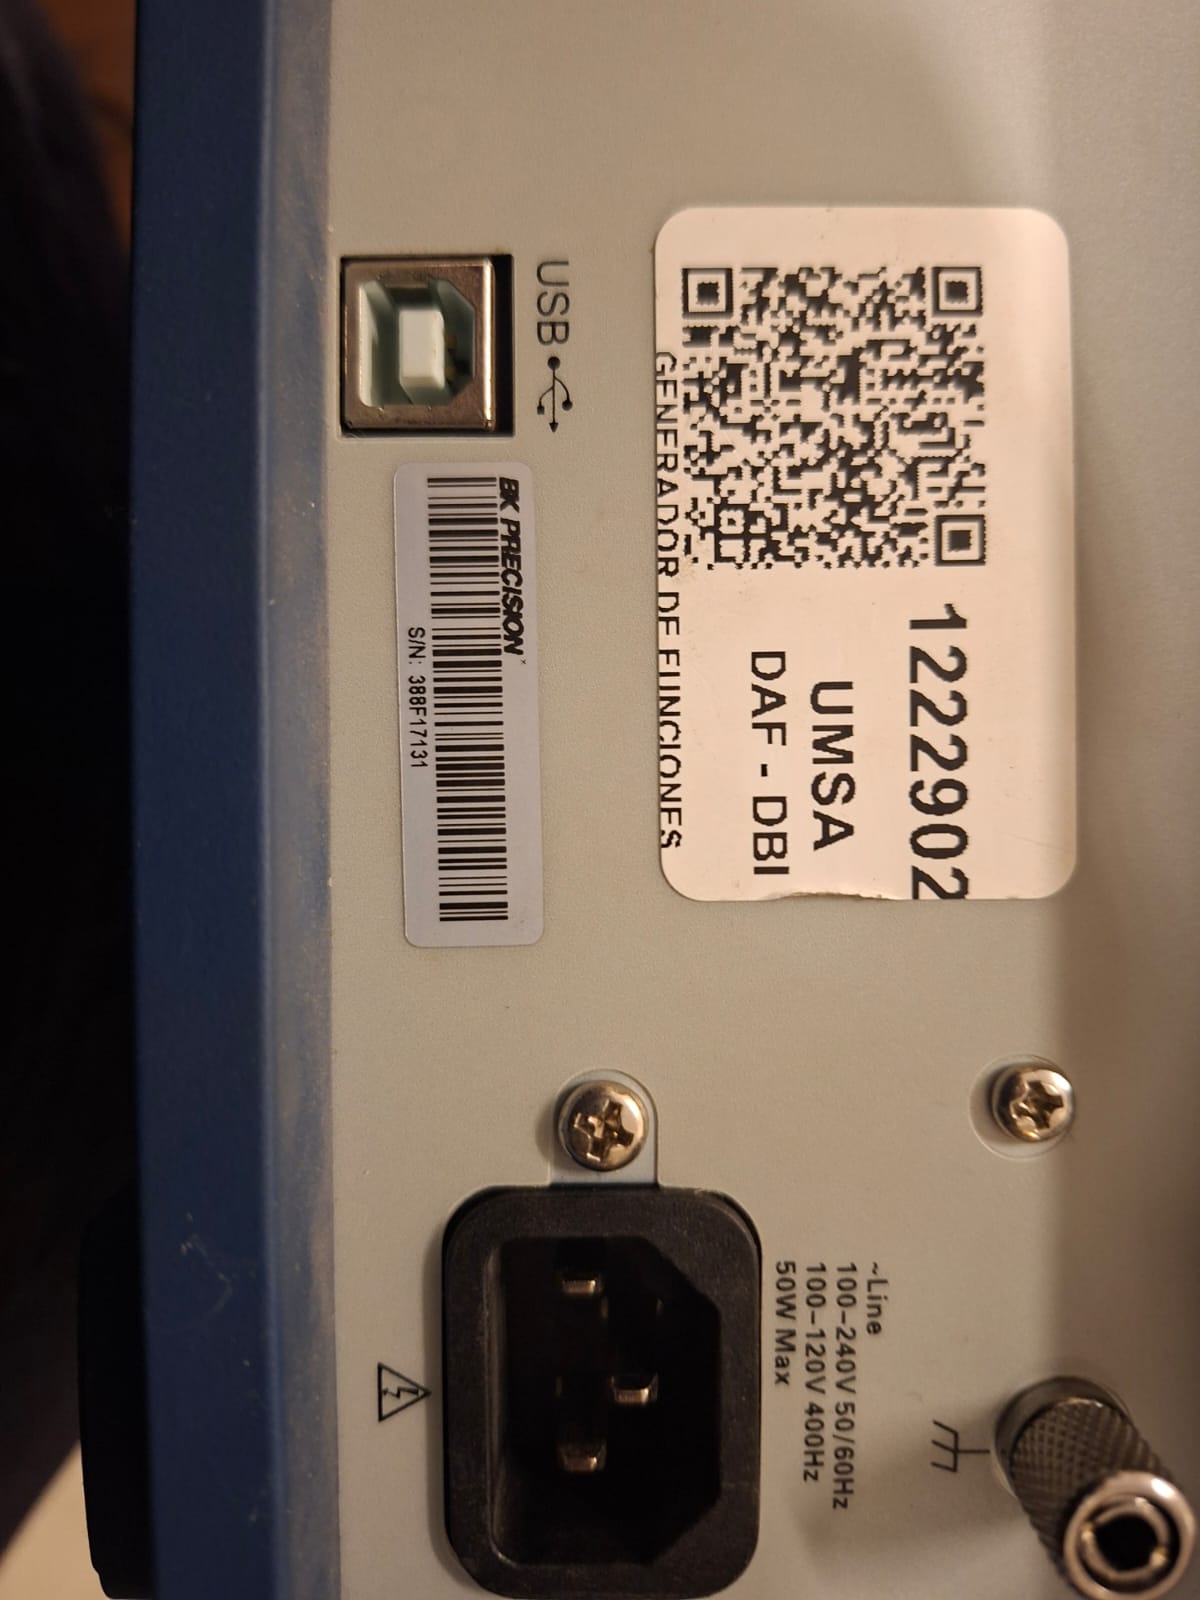 USB
1222902
UMSA
DAF - DBI
GENERADOR DE FUNCIONES
BK PRECISION
S/N: 388F17131
~Line
100-240V 50/60Hz
100-120V 400Hz
50W Max